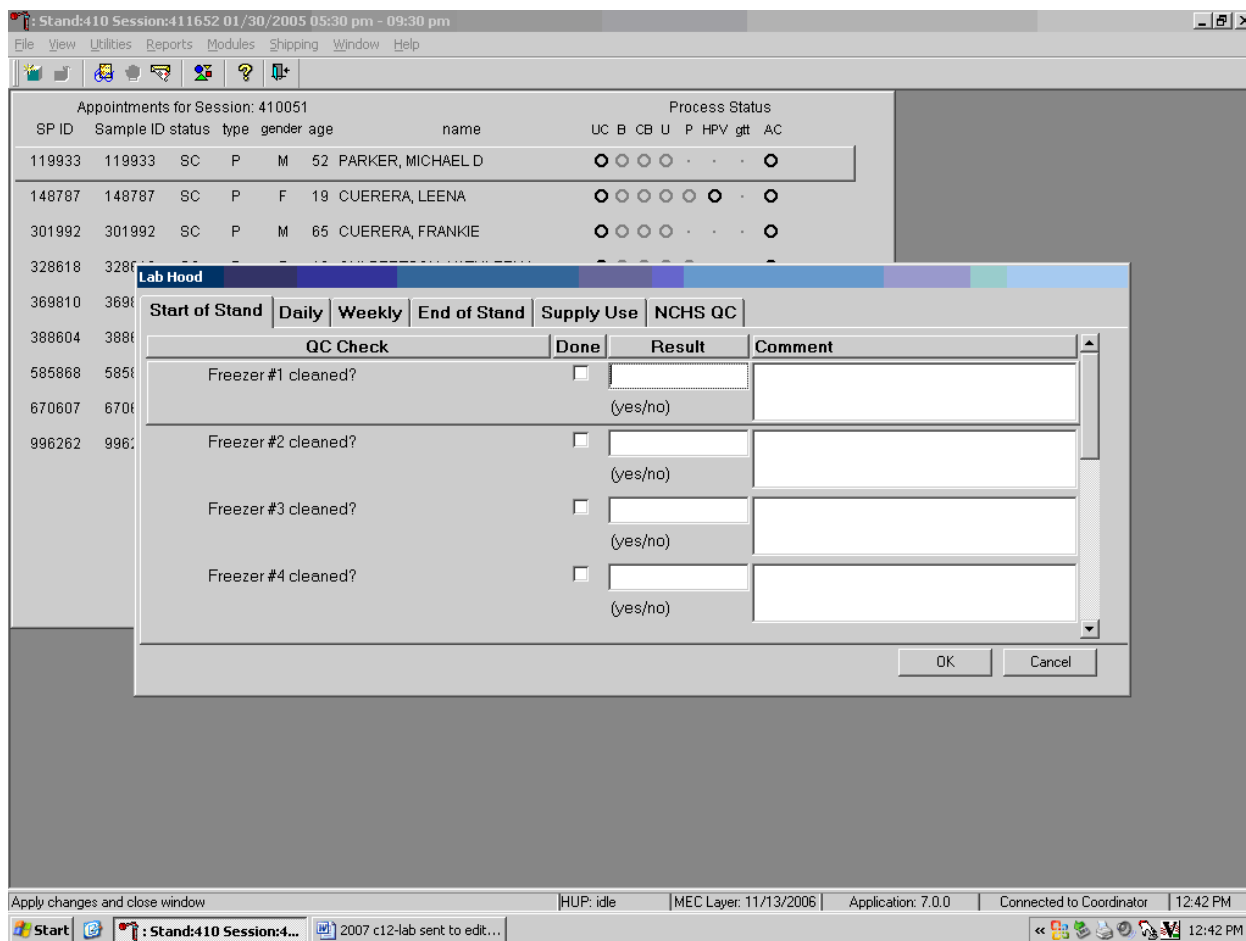 : Stand:410 Session:411652 01/30/2005 05:30 pm - 09:30 pm
File View Utilities Reports Modules Shipping Window Help
Appointments for Session: 410051 Process Status
SP ID Sample ID status type gender age name UC B CB U P HPV gtt AC
119933 119933 SC P M 52 PARKER, MICHAEL D
148787 148787 SC P F 19 CUERERA, LEENA
301992 301992 SC P M 65 CUERERA, FRANKIE
328618 328
369810 369
388604 388
585868 585
670607 670
996262 996
Lab Hood
Start of Stand Daily Weekly End of Stand Supply Use NCHS QC
QC Check Done Result Comment
Freezer #1 cleaned?
(yes/no)
Freezer #2 cleaned?
(yes/no)
Freezer #3 cleaned?
(yes/no)
Freezer #4 cleaned?
(yes/no)
OK Cancel
Apply changes and close window HUP: idle MEC Layer: 11/13/2006 Application: 7.0.0 Connected to Coordinator 12:42 PM
Start : Stand:410 Session:4... 2007 c12-lab sent to edit... « 12:42 PM